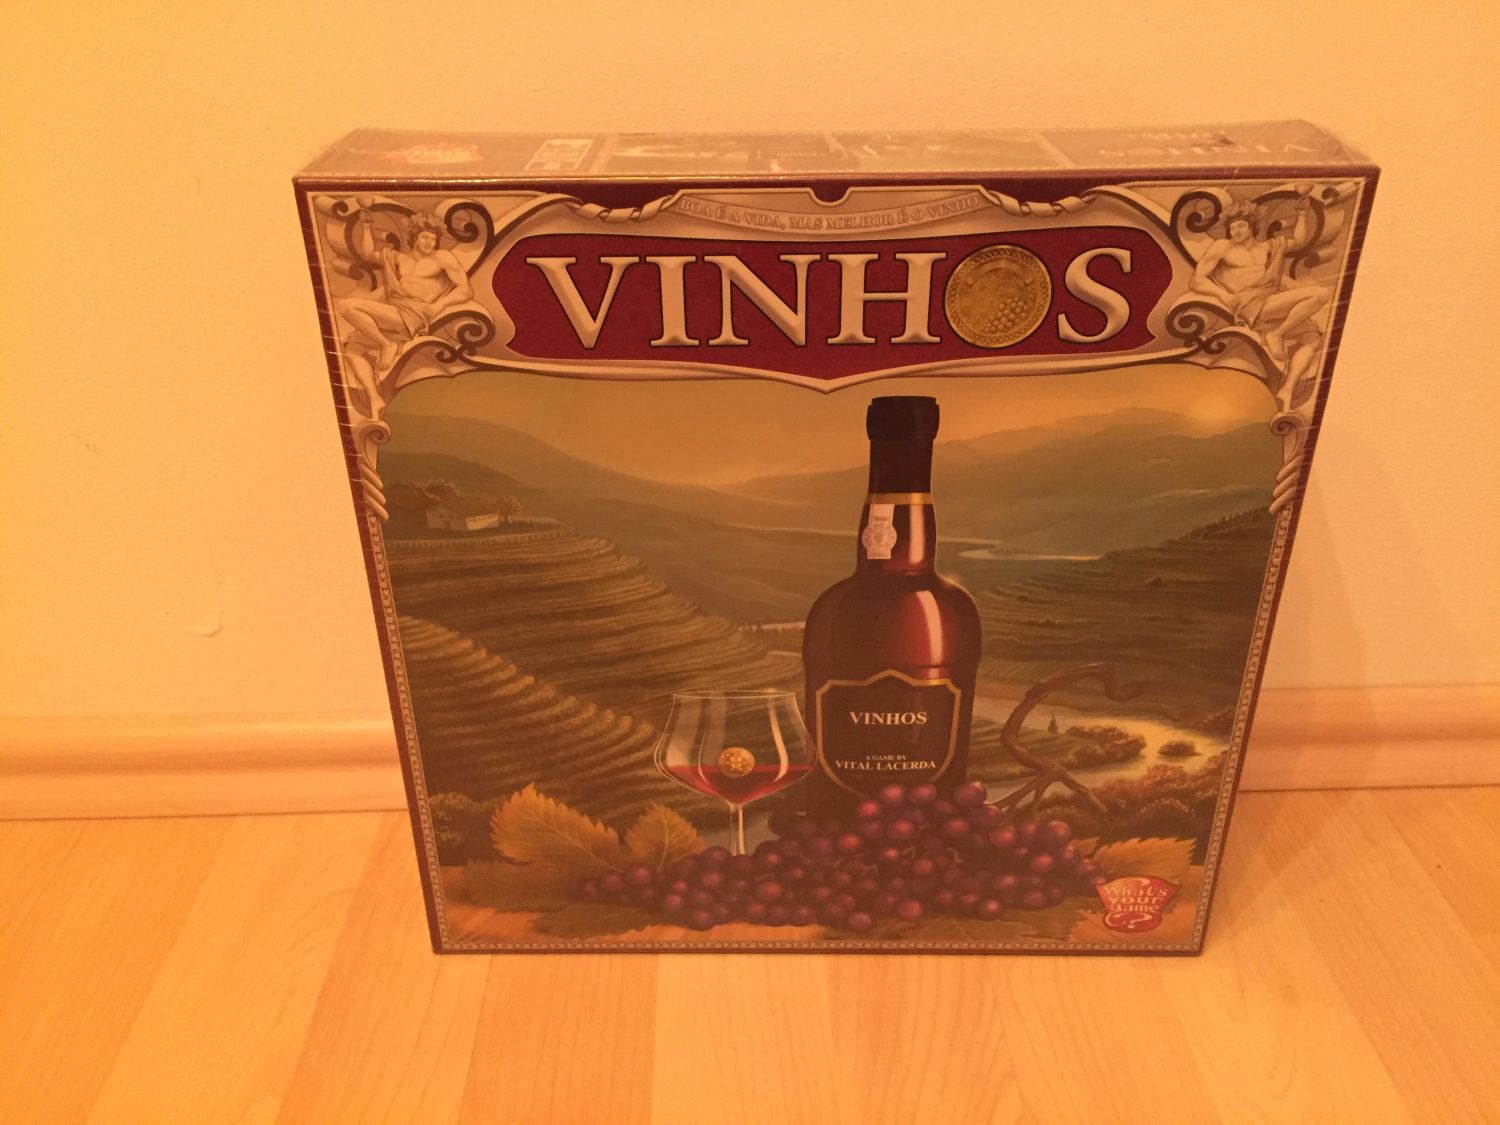 BOA É A VIDA, MAS MELHOR É O VINHO
VINHOS
VINHOS
A GAME BY
VITAL LACERDA
What's
your
Game
?